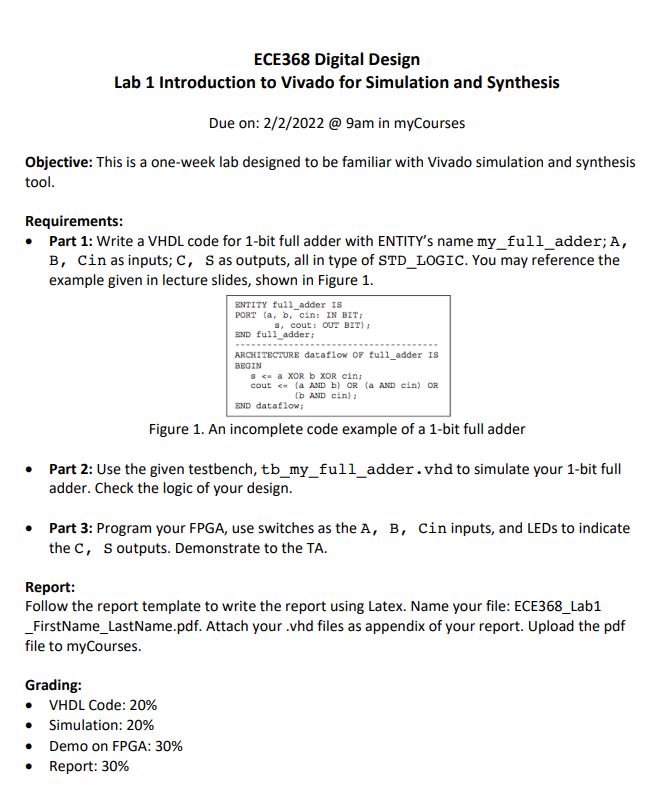 ECE368 Digital Design
Lab 1 Introduction to Vivado for Simulation and Synthesis
Due on: 2/2/2022 @ 9am in myCourses
Objective: This is a one-week lab designed to be familiar with Vivado simulation and synthesis
tool.
Requirements:
• Part 1: Write a VHDL code for 1-bit full adder with ENTITY's name my_full_adder; A,
B, Cin as inputs; C, S as outputs, all in type of STD_LOGIC. You may reference the
example given in lecture slides, shown in Figure 1.
ENTITY full_adder IS
PORT (a, b, cin: IN BIT;
s, cout: OUT BIT);
END full_adder;
---------------------------------------
ARCHITECTURE dataflow OF full_adder IS
BEGIN
s <= a XOR b XOR cin;
cout <= (a AND b) OR (a AND cin) OR
(b AND cin);
END dataflow;
Figure 1. An incomplete code example of a 1-bit full adder
• Part 2: Use the given testbench, tb_my_full_adder.vhd to simulate your 1-bit full
adder. Check the logic of your design.
• Part 3: Program your FPGA, use switches as the A, B, Cin inputs, and LEDs to indicate
the C, S outputs. Demonstrate to the TA.
Report:
Follow the report template to write the report using Latex. Name your file: ECE368_Lab1
_FirstName_LastName.pdf. Attach your .vhd files as appendix of your report. Upload the pdf
file to myCourses.
Grading:
• VHDL Code: 20%
• Simulation: 20%
• Demo on FPGA: 30%
• Report: 30%